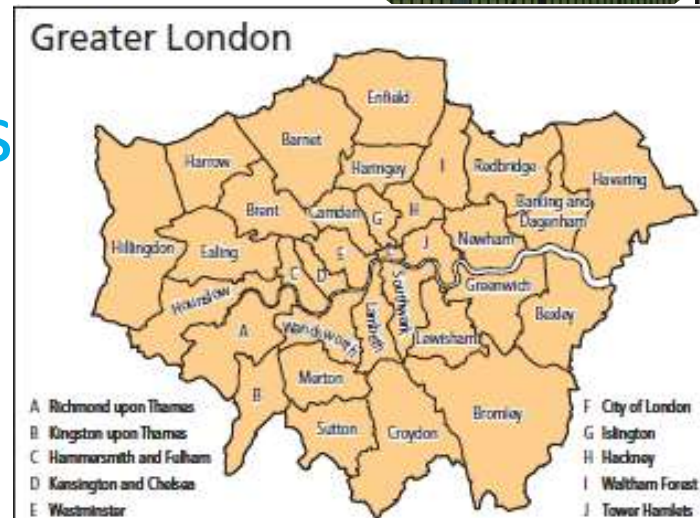 Greater London
S
Enfield
Barnet
Harrow
Haringey
I
Redbridge
Havering
Brent
Camden
G
H
Barking and
Dagenham
Hillingdon
Ealing
E
J
Newham
C
D
F
Hounslow
Greenwich
Southwark
Bexley
A
Wandsworth
Lambeth
Lewisham
B
Merton
Sutton
Croydon
Bromley
A Richmond upon Thames
B Kingston upon Thames
C Hammersmith and Fulham
D Kensington and Chelsea
E Westminster
F City of London
G Islington
H Hackney
I Waltham Forest
J Tower Hamlets